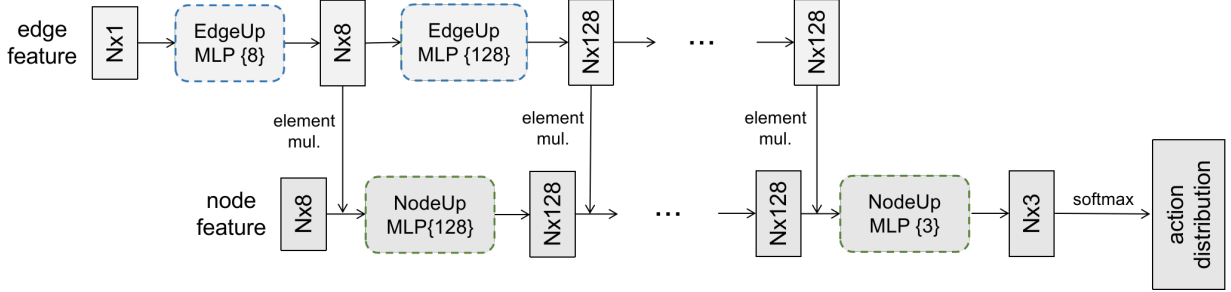 edge
feature
Nx1
EdgeUp
MLP {8}
Nx8
EdgeUp
MLP {128}
Nx128
...
Nx128
element
mul.
element
mul.
element
mul.
node
feature
Nx8
NodeUp
MLP{128}
Nx128
...
Nx128
NodeUp
MLP {3}
Nx3
softmax
action
distribution